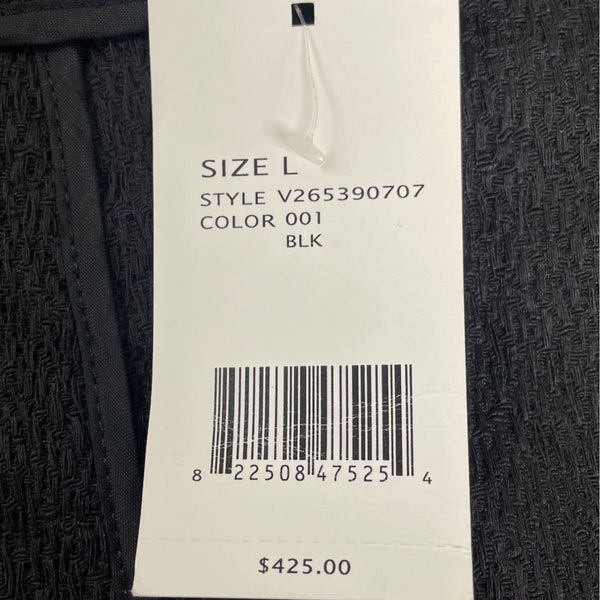 SIZE L
STYLE V265390707
COLOR 001
BLK
8 22508 47525 4
$425.00